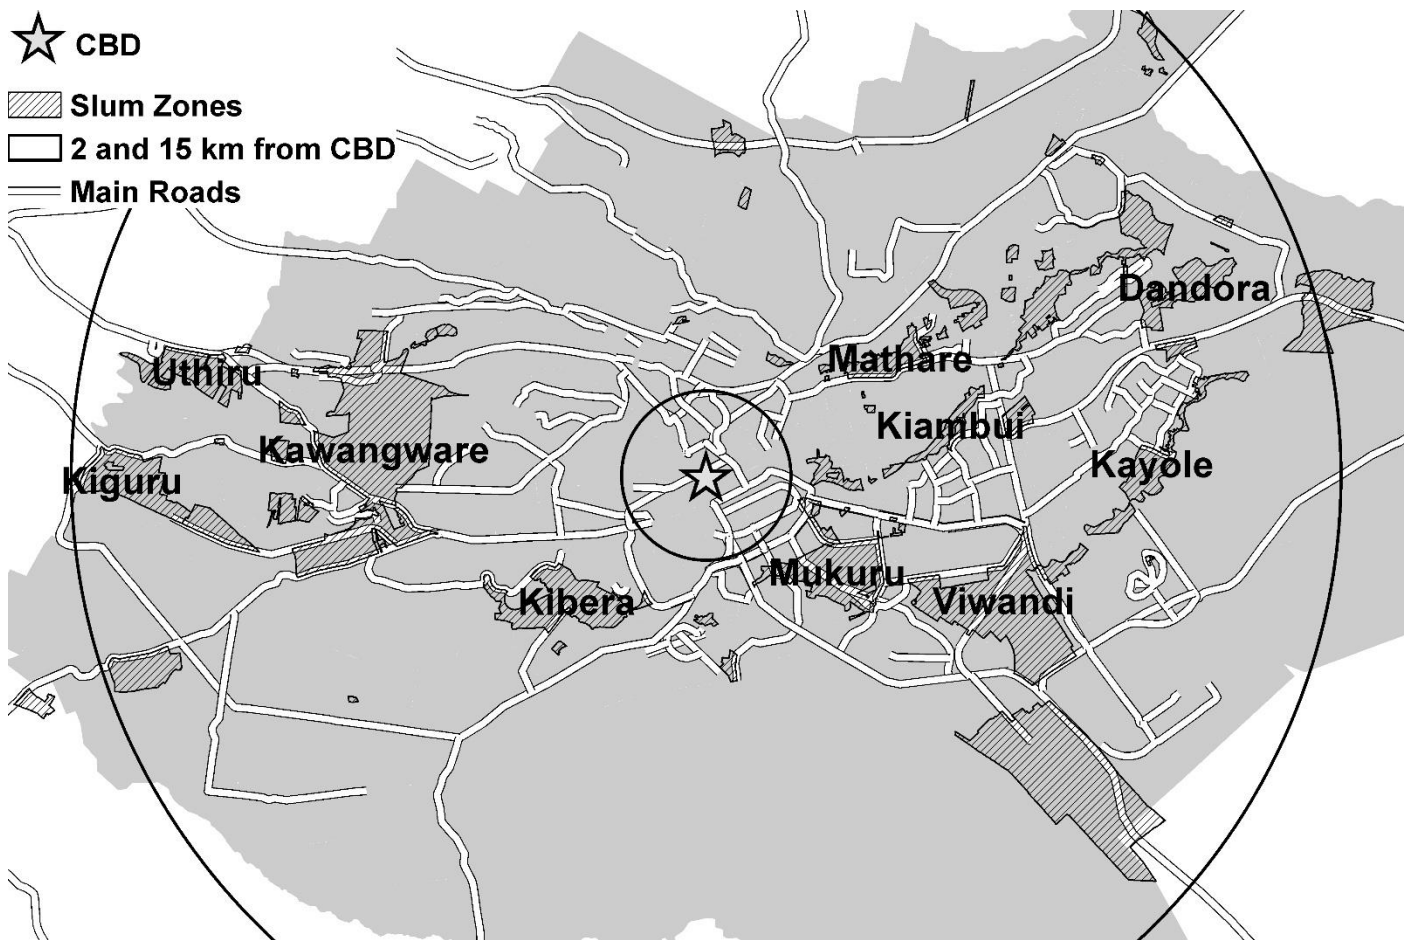 CBD
Slum Zones
2 and 15 km from CBD
Main Roads
Dandora
Mathare
Uthiru
Kiambui
Kawangware
Kayole
Kiguru
Mukuru
Kibera
Viwandi